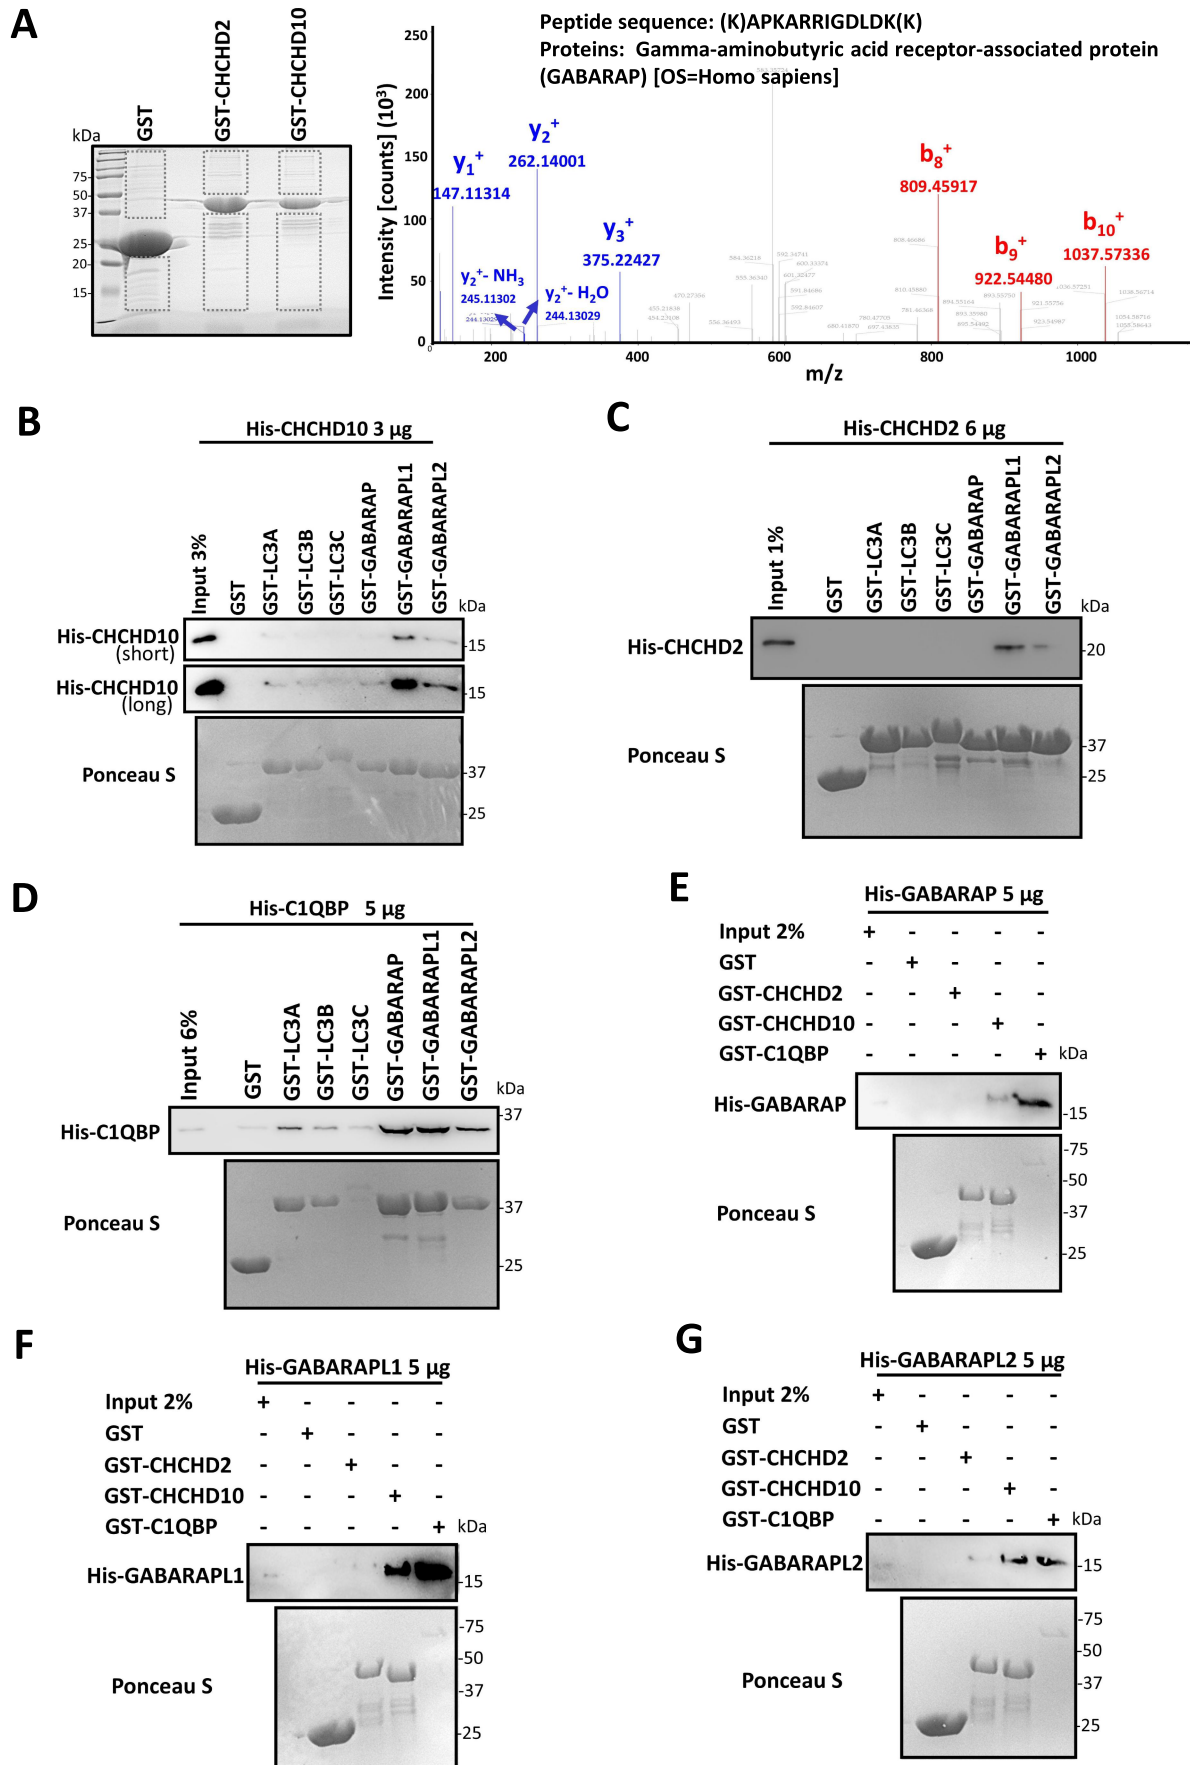 A
kDa
GST
GST-CHCHD2
GST-CHCHD10
75-
50-
37-
25-
20-
15-
Peptide sequence: (K)APKARRIGDLDK(K)
Proteins: Gamma-aminobutyric acid receptor-associated protein
(GABARAP) [OS=Homo sapiens]
Intensity [counts] (10³)
250
200
150
100
50
0
y₁⁺
147.11314
y₂⁺
262.14001
y₃⁺
375.22427
y₂⁺- NH₃
245.11302
y₂⁺- H₂O
244.13029
b₈⁺
809.45917
b₉⁺
922.54480
b₁₀⁺
1037.57336
0
200
400
600
800
1000
m/z
B
His-CHCHD10 3 μg
Input 3%
GST
GST-LC3A
GST-LC3B
GST-LC3C
GST-GABARAP
GST-GABARAPL1
GST-GABARAPL2
kDa
His-CHCHD10
(short)
-15
His-CHCHD10
(long)
-15
Ponceau S
-37
-25
C
His-CHCHD2 6 μg
Input 1%
GST
GST-LC3A
GST-LC3B
GST-LC3C
GST-GABARAP
GST-GABARAPL1
GST-GABARAPL2
kDa
His-CHCHD2
-20
Ponceau S
-37
-25
D
His-C1QBP 5 μg
Input 6%
GST
GST-LC3A
GST-LC3B
GST-LC3C
GST-GABARAP
GST-GABARAPL1
GST-GABARAPL2
kDa
-37
His-C1QBP
Ponceau S
-37
-25
E
His-GABARAP 5 μg
Input 2% + - - - -
GST - + - - -
GST-CHCHD2 - - + - -
GST-CHCHD10 - - - + -
GST-C1QBP - - - - + kDa
His-GABARAP
-15
-75
-50
-37
Ponceau S
-25
F
His-GABARAPL1 5 μg
Input 2% + - - - -
GST - + - - -
GST-CHCHD2 - - + - -
GST-CHCHD10 - - - + -
GST-C1QBP - - - - + kDa
His-GABARAPL1
-15
-75
-50
-37
Ponceau S
-25
G
His-GABARAPL2 5 μg
Input 2% + - - - -
GST - + - - -
GST-CHCHD2 - - + - -
GST-CHCHD10 - - - + -
GST-C1QBP - - - - + kDa
His-GABARAPL2
-15
-75
-50
-37
Ponceau S
-25